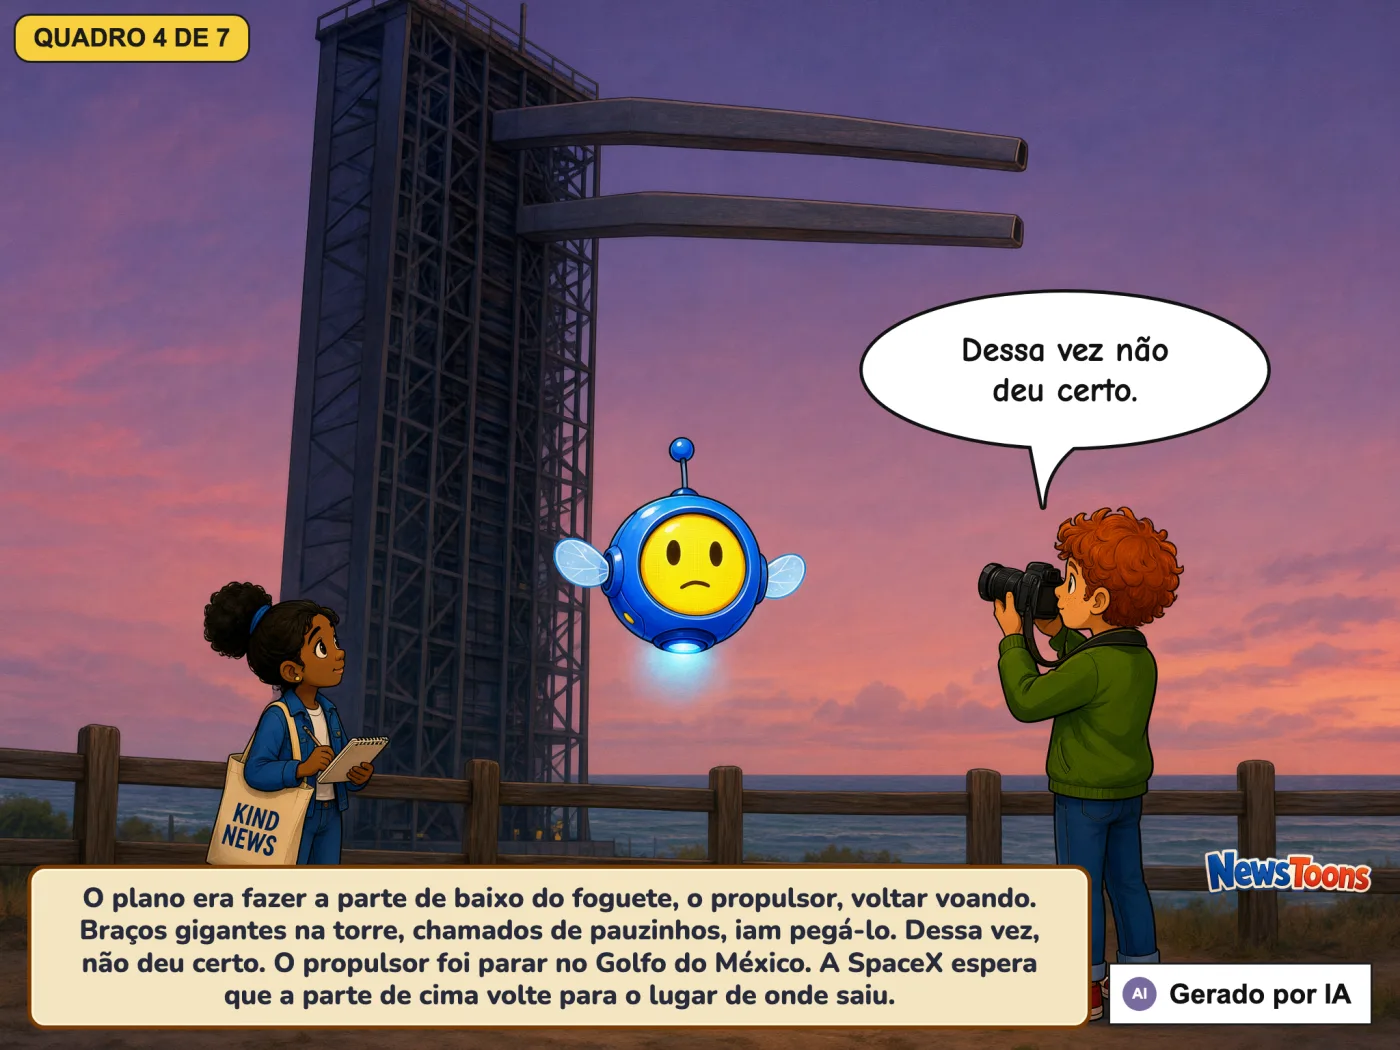 QUADRO 4 DE 7
Dessa vez não
deu certo.
KIND
NEWS
NewsToons
O plano era fazer a parte de baixo do foguete, o propulsor, voltar voando.
Braços gigantes na torre, chamados de pauzinhos, iam pegá-lo. Dessa vez,
não deu certo. O propulsor foi parar no Golfo do México. A SpaceX espera
que a parte de cima volte para o lugar de onde saiu.
AI Gerado por IA